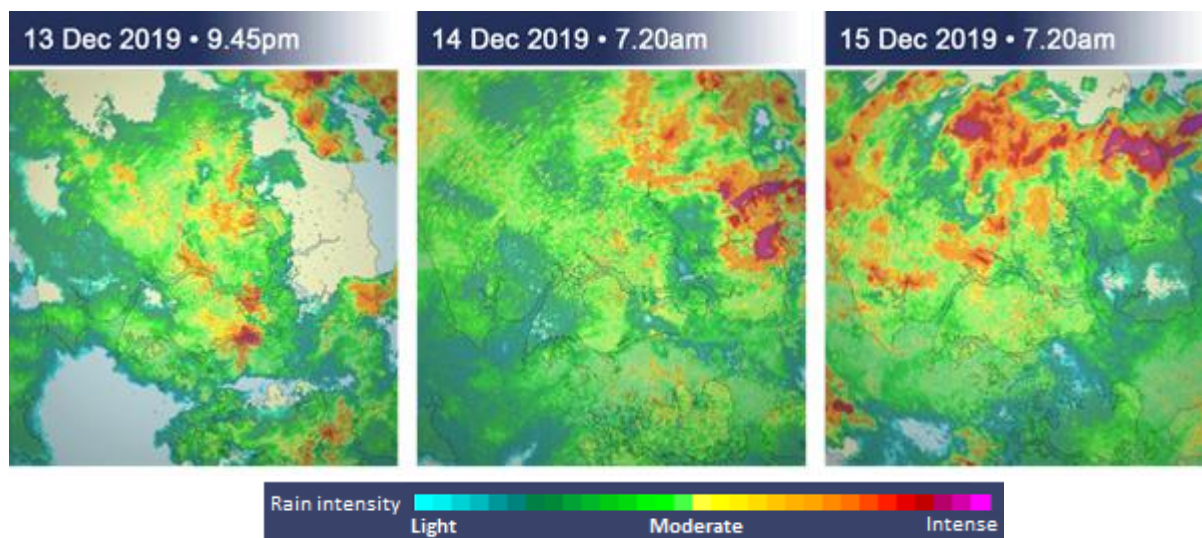 13 Dec 2019 • 9.45pm
14 Dec 2019 • 7.20am
15 Dec 2019 • 7.20am
Rain intensity
Light Moderate Intense